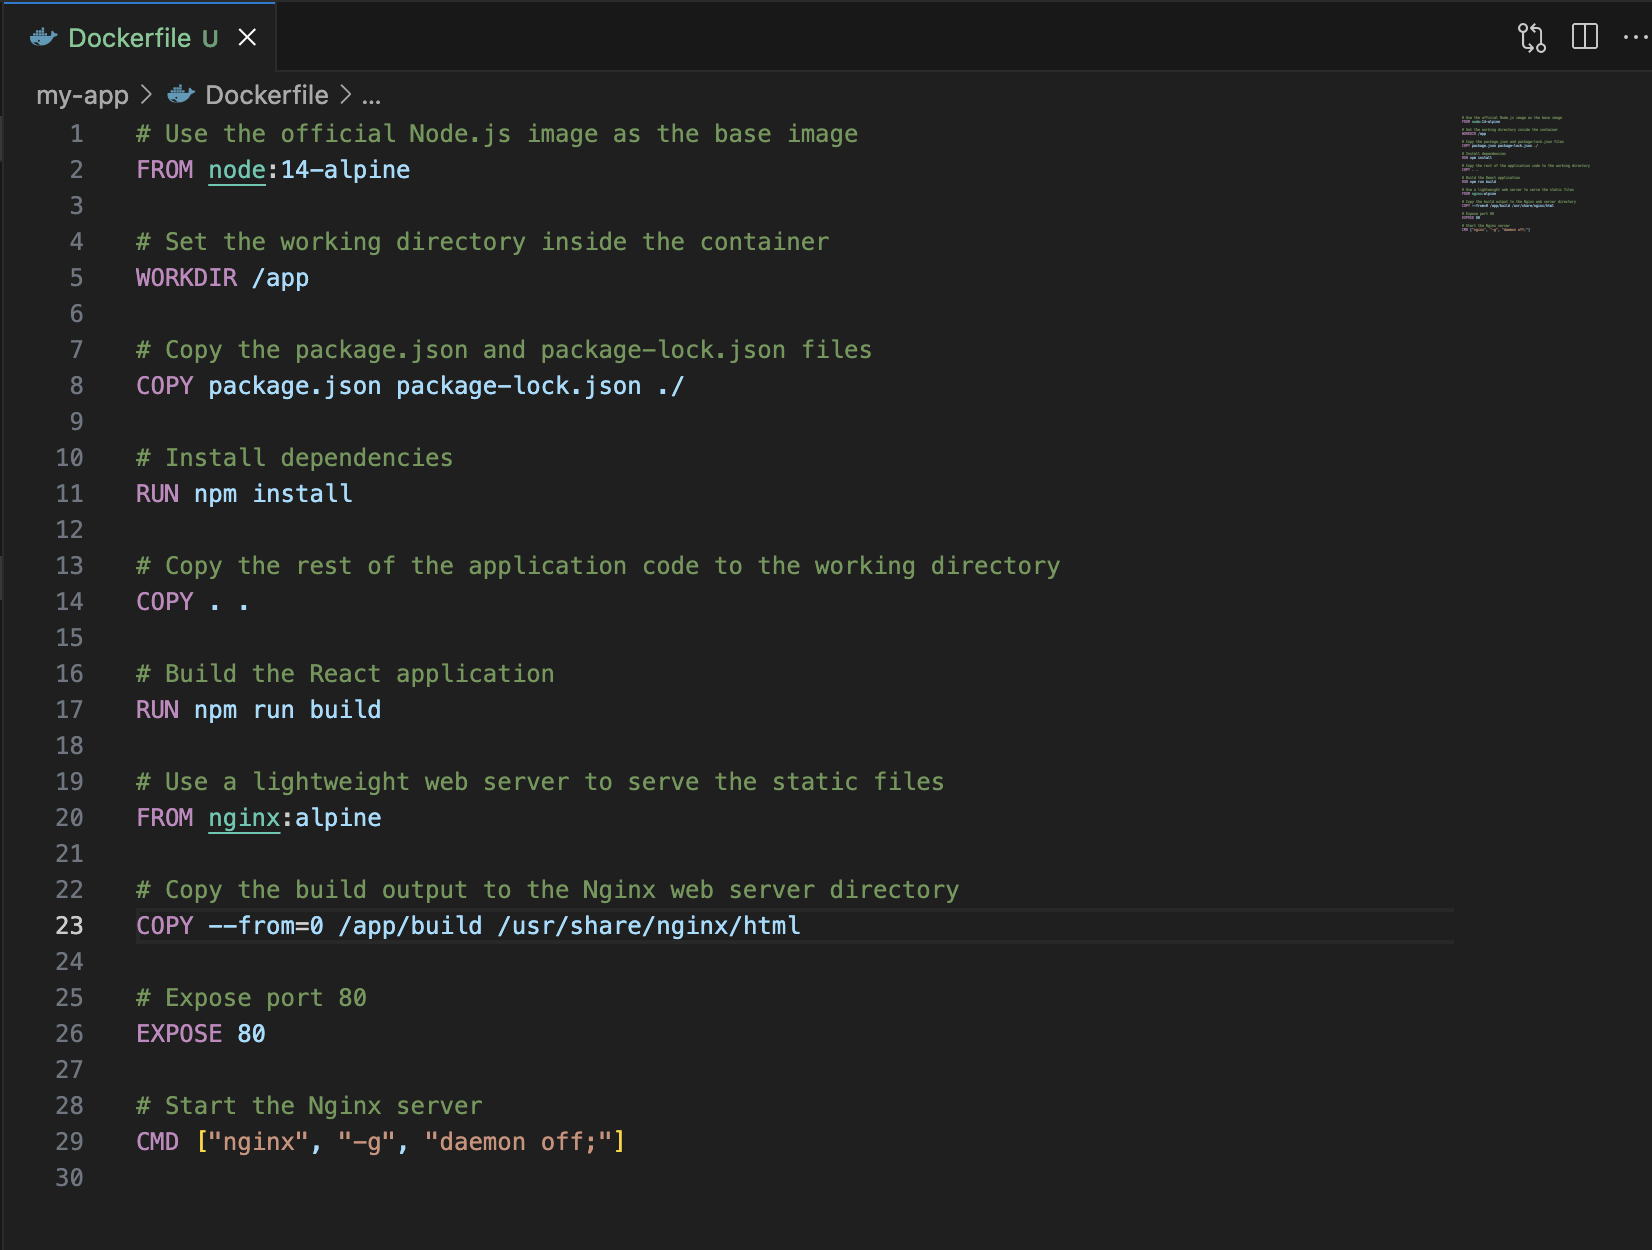 Dockerfile U
my-app > Dockerfile > ...
1 # Use the official Node.js image as the base image
2 FROM node:14-alpine
3
4 # Set the working directory inside the container
5 WORKDIR /app
6
7 # Copy the package.json and package-lock.json files
8 COPY package.json package-lock.json ./
9
10 # Install dependencies
11 RUN npm install
12
13 # Copy the rest of the application code to the working directory
14 COPY . .
15
16 # Build the React application
17 RUN npm run build
18
19 # Use a lightweight web server to serve the static files
20 FROM nginx:alpine
21
22 # Copy the build output to the Nginx web server directory
23 COPY --from=0 /app/build /usr/share/nginx/html
24
25 # Expose port 80
26 EXPOSE 80
27
28 # Start the Nginx server
29 CMD ["nginx", "-g", "daemon off;"]
30